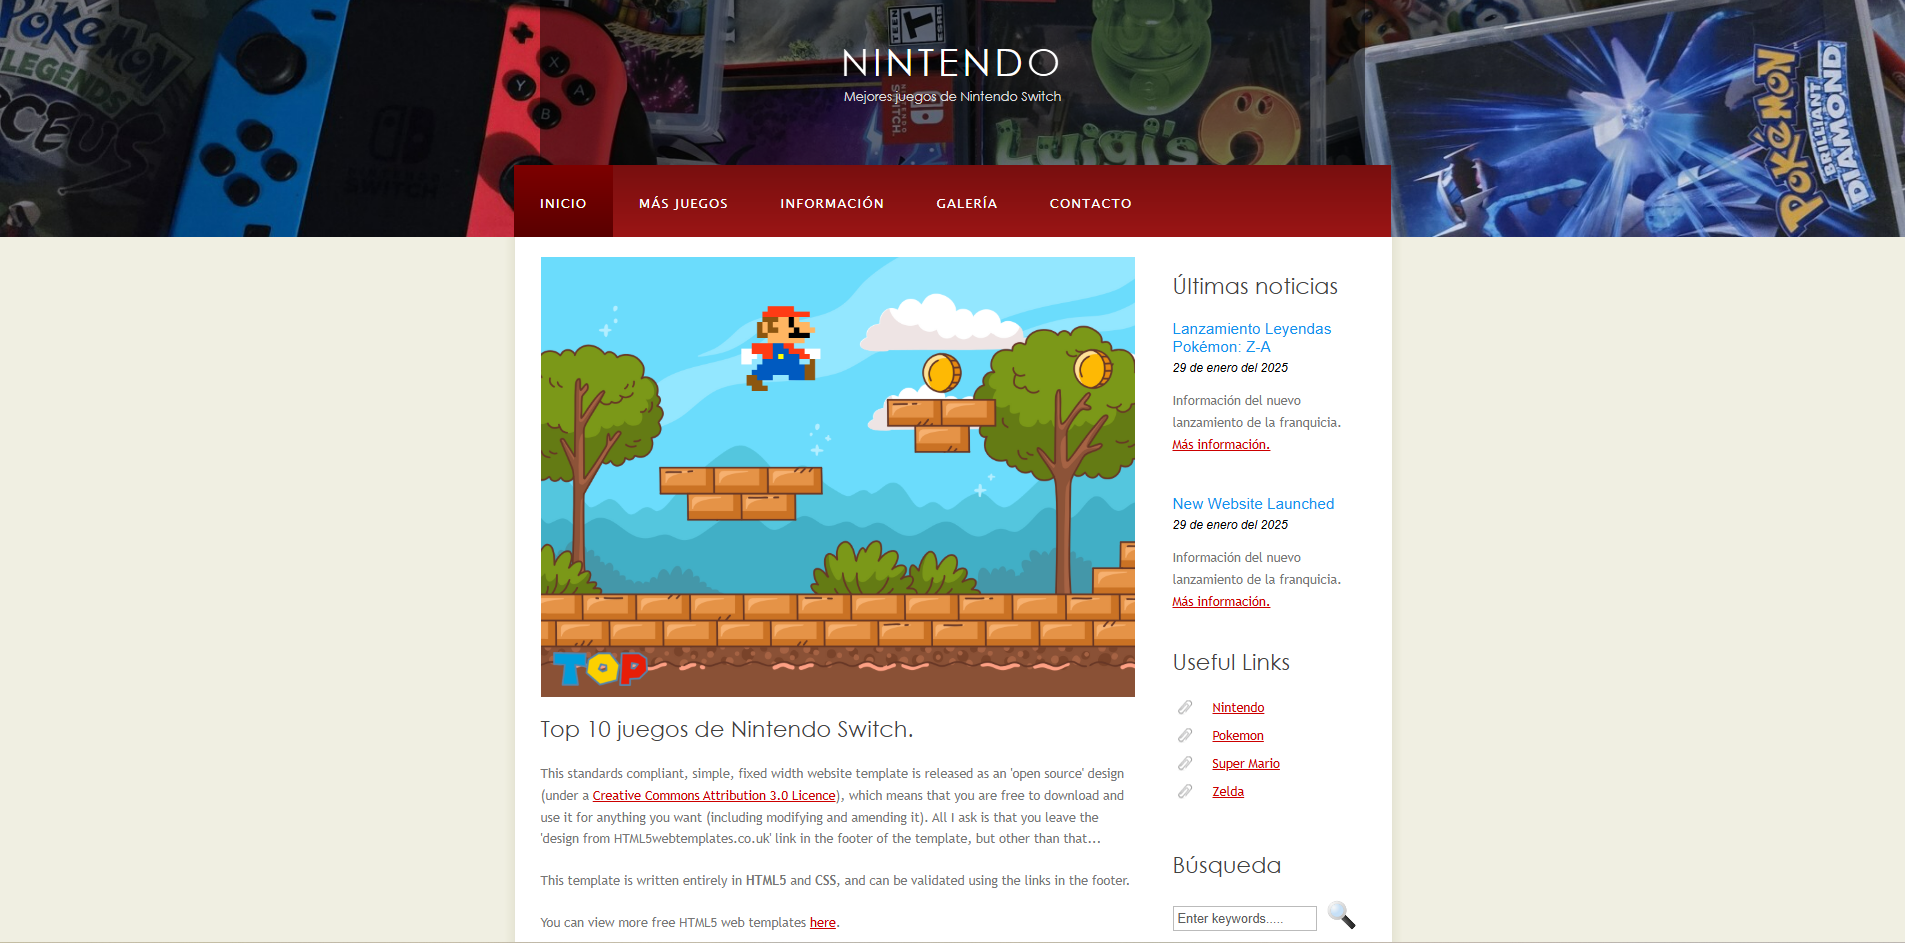 POKéMON
LEGENDS
ARCEUS
TEEN
NINTENDO
Mejores juegos de Nintendo Switch
Luigi's
POKéMON
BRILLIANT
DIAMOND
X
Y
A
B
INICIO
MÁS JUEGOS
INFORMACIÓN
GALERÍA
CONTACTO
TOP
Top 10 juegos de Nintendo Switch.
This standards compliant, simple, fixed width website template is released as an 'open source' design
(under a Creative Commons Attribution 3.0 Licence), which means that you are free to download and
use it for anything you want (including modifying and amending it). All I ask is that you leave the
'design from HTML5webtemplates.co.uk' link in the footer of the template, but other than that...
This template is written entirely in HTML5 and CSS, and can be validated using the links in the footer.
You can view more free HTML5 web templates here.
Últimas noticias
Lanzamiento Leyendas
Pokémon: Z-A
29 de enero del 2025
Información del nuevo
lanzamiento de la franquicia.
Más información.
New Website Launched
29 de enero del 2025
Información del nuevo
lanzamiento de la franquicia.
Más información.
Useful Links
Nintendo
Pokemon
Super Mario
Zelda
Búsqueda
Enter keywords.....